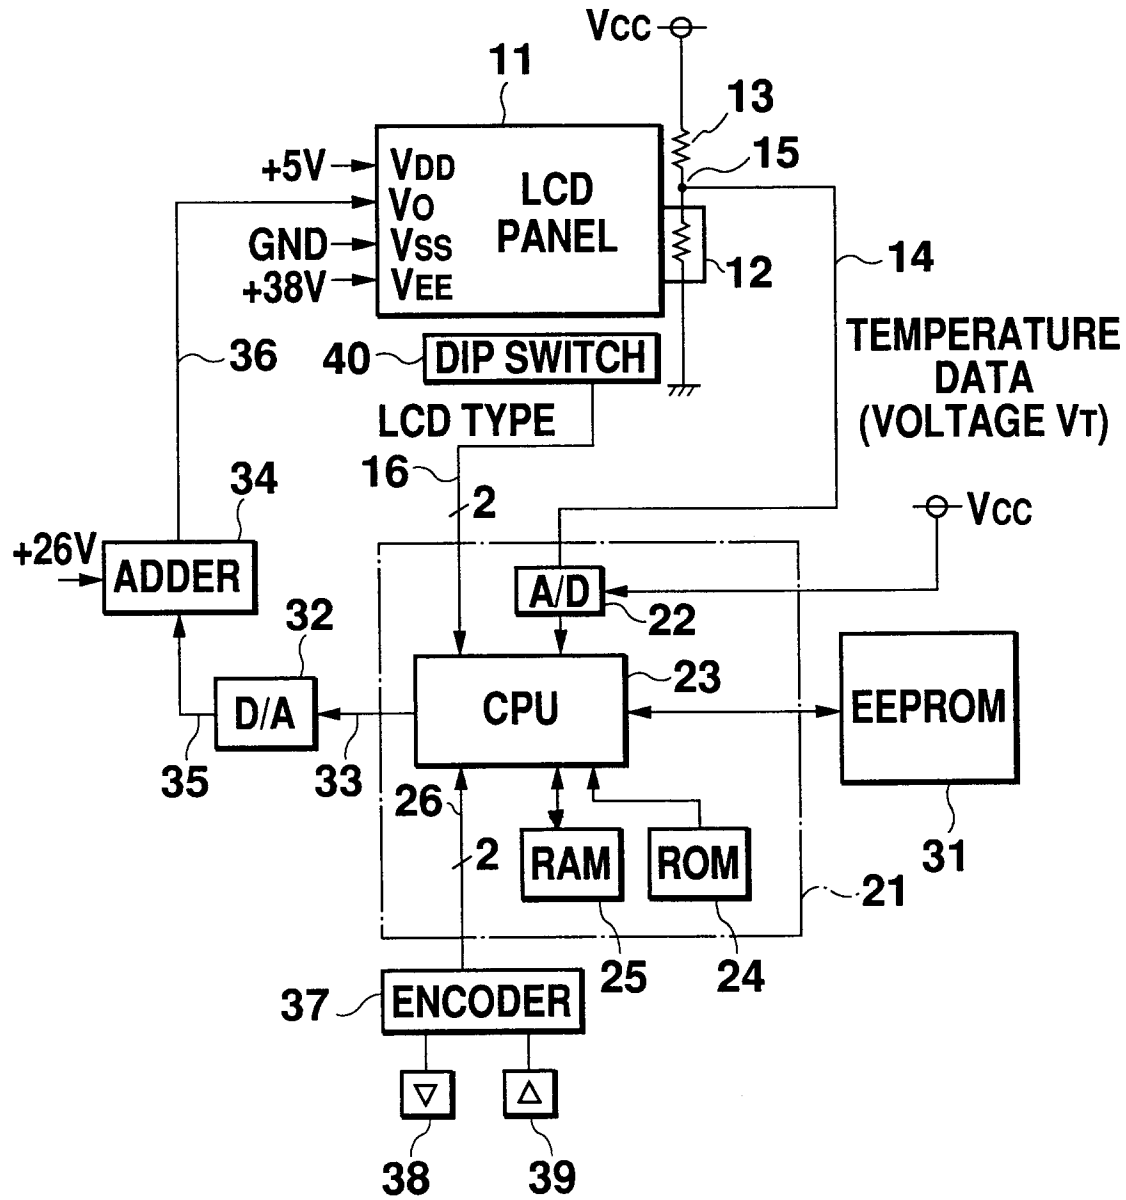 VCC
11
13
+5V
VDD
LCD
PANEL
15
VO
GND
VSS
+38V
VEE
12
14
36
40
DIP SWITCH
TEMPERATURE
DATA
(VOLTAGE VT)
LCD TYPE
16
2
34
VCC
+26V
ADDER
A/D
22
32
23
CPU
D/A
EEPROM
35
33
26
2
RAM
ROM
31
21
25
24
37
ENCODER
▽
△
38
39